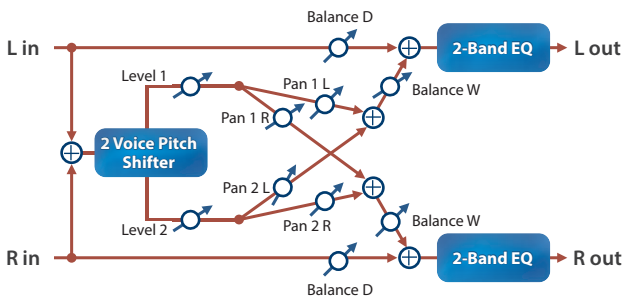 Balance D
L in
2-Band EQ
L out
Level 1
Pan 1 L
Balance W
Pan 1 R
2 Voice Pitch
Shifter
Pan 2 L
Level 2
Pan 2 R
Balance W
R in
2-Band EQ
R out
Balance D